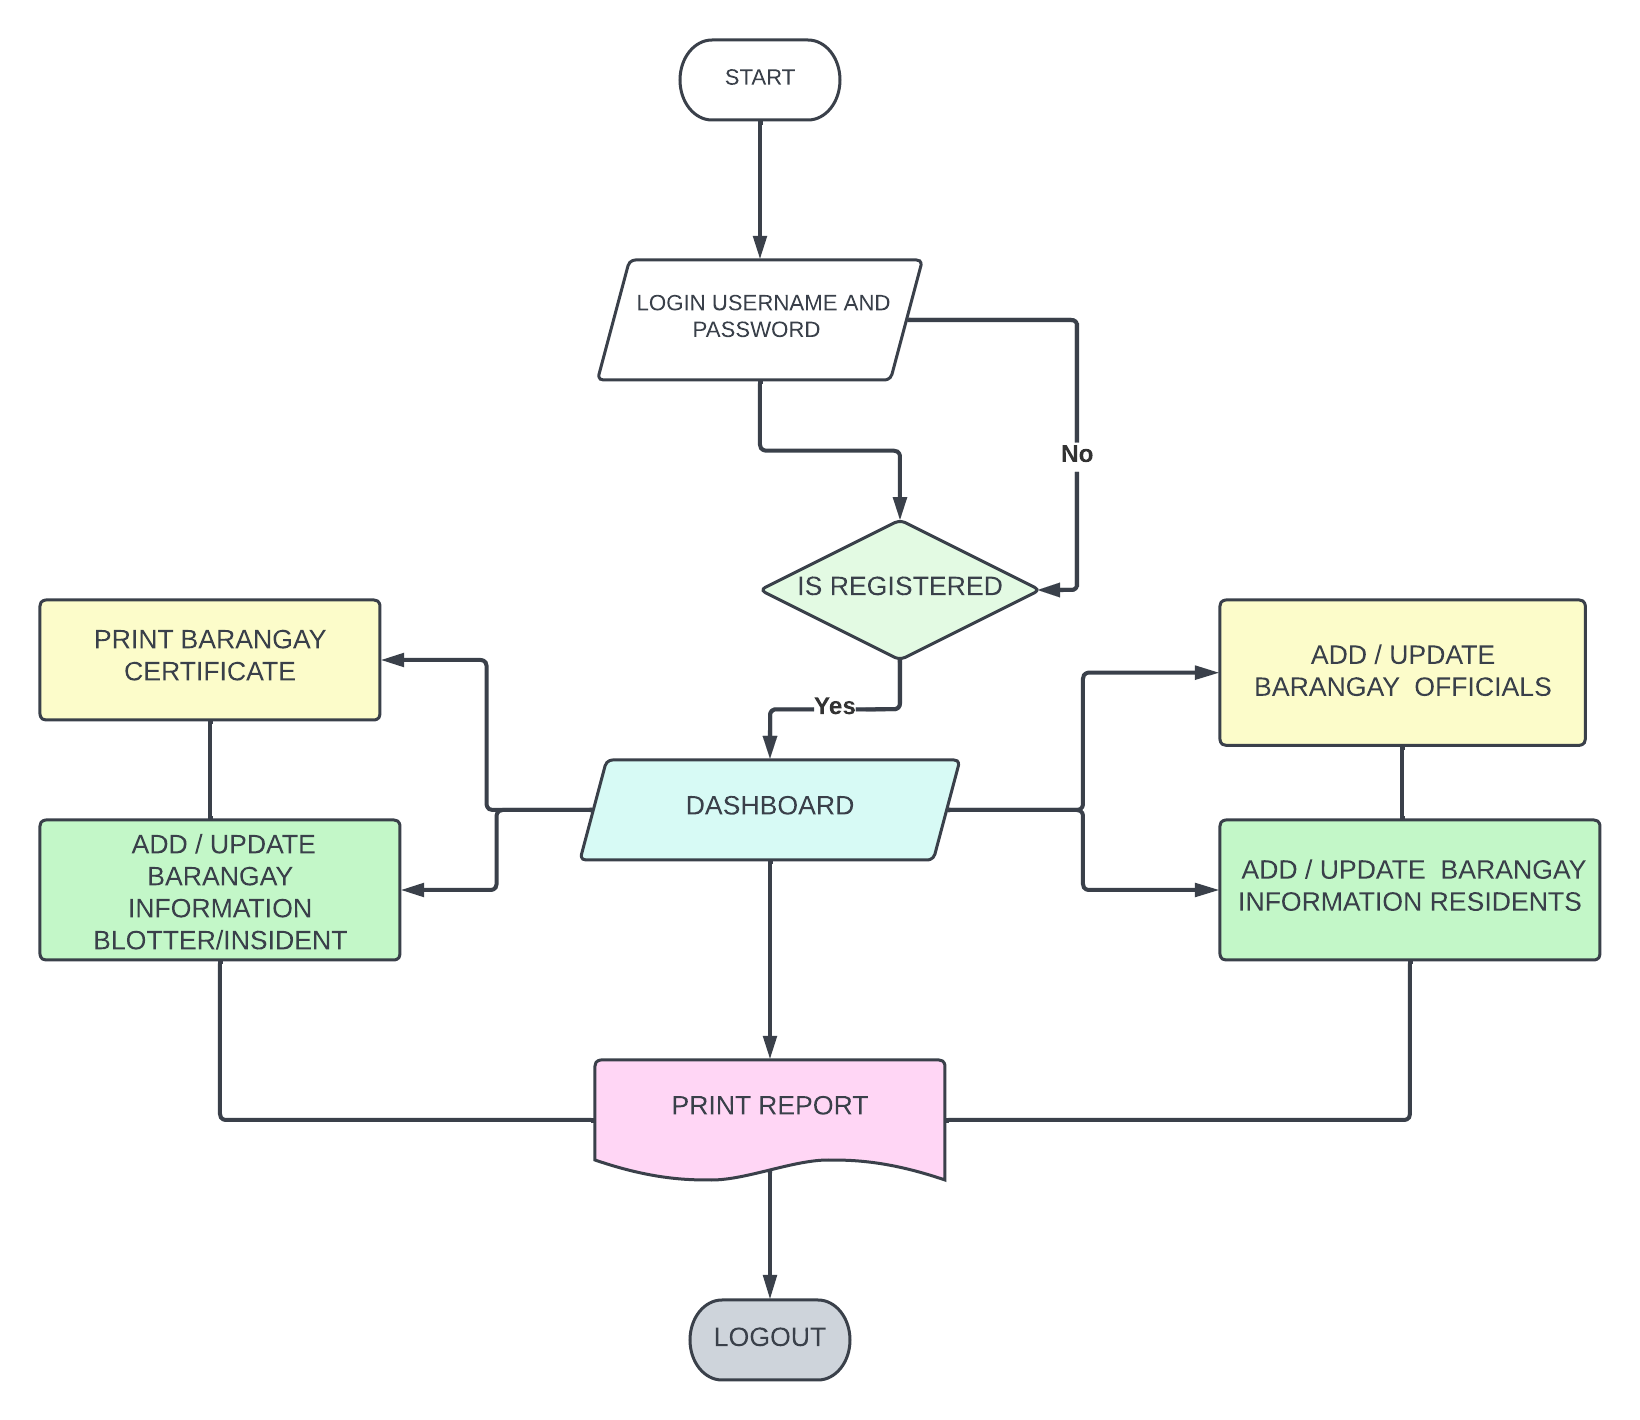 START
LOGIN USERNAME AND
PASSWORD
No
IS REGISTERED
PRINT BARANGAY
CERTIFICATE
ADD / UPDATE
BARANGAY  OFFICIALS
Yes
DASHBOARD
ADD / UPDATE
BARANGAY
INFORMATION
BLOTTER/INSIDENT
ADD / UPDATE  BARANGAY
INFORMATION RESIDENTS
PRINT REPORT
LOGOUT